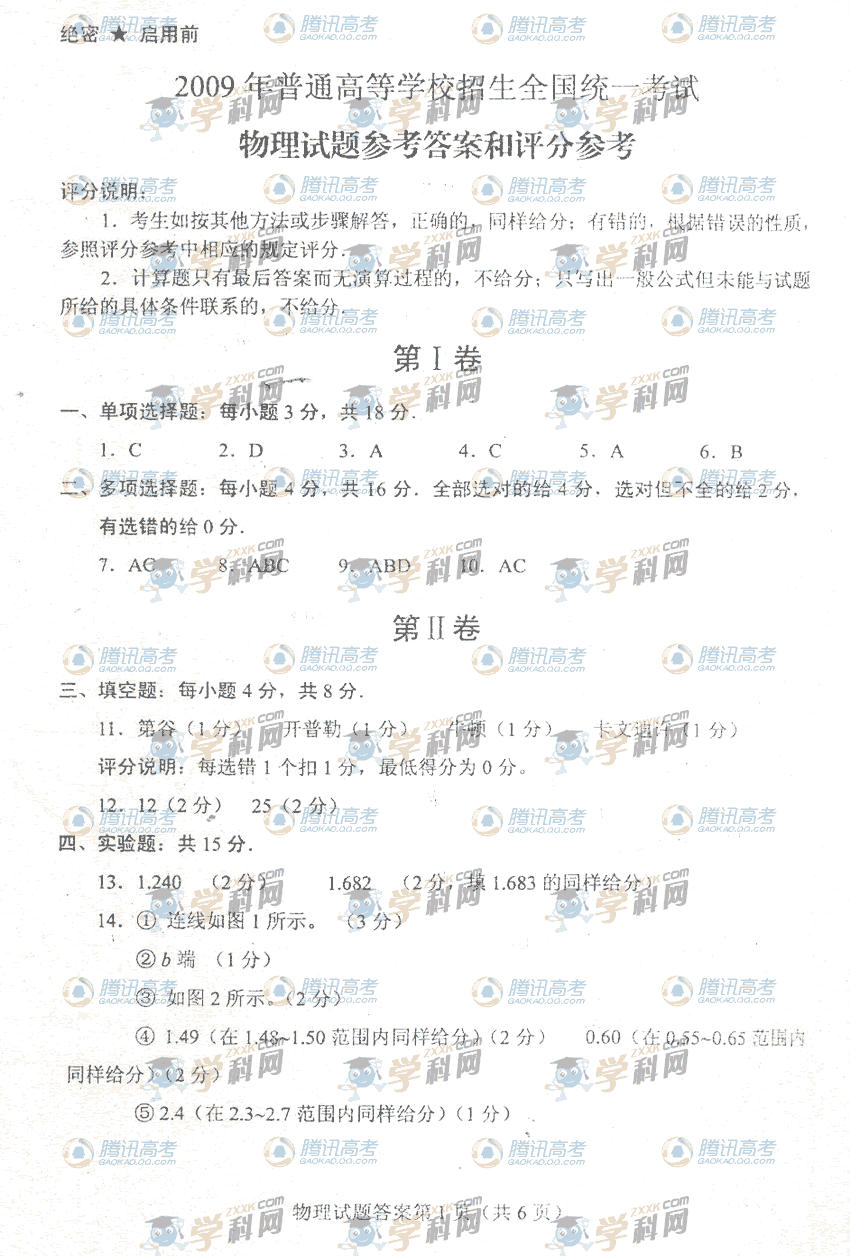 绝密 ★ 启用前
2009 年普通高等学校招生全国统一考试
物理试题参考答案和评分参考
评分说明：
1．考生如按其他方法或步骤解答，正确的，同样给分；有错的，根据错误的性质，
参照评分参考中相应的规定评分．
2．计算题只有最后答案而无演算过程的，不给分；只写出一般公式但未能与试题
所给的具体条件联系的，不给分．
第Ⅰ卷
一、单项选择题：每小题 3 分，共 18 分．
1．C 2．D 3．A 4．C 5．A 6．B
二、多项选择题：每小题 4 分，共 16 分．全部选对的给 4 分，选对但不全的给 2 分，
有选错的给 0 分．
7．AC 8．ABC 9．ABD 10．AC
第Ⅱ卷
三、填空题：每小题 4 分，共 8 分．
11．第谷（1 分） 开普勒（1 分） 牛顿（1 分） 卡文迪许（1 分）
评分说明：每选错 1 个扣 1 分，最低得分为 0 分。
12．12（2 分） 25（2 分）
四、实验题：共 15 分．
13．1.240 （2 分） 1.682 （2 分，填 1.683 的同样给分）
14．① 连线如图 1 所示。 （3 分）
② b 端 （1 分）
③ 如图 2 所示。（2 分）
④ 1.49（在 1.48~1.50 范围内同样给分）（2 分） 0.60（在 0.55~0.65 范围内
同样给分）（2 分）
⑤ 2.4（在 2.3~2.7 范围内同样给分）（1 分）
物理试题答案第 1 页（共 6 页）
腾讯高考
GAOKAO.QQ.COM
学科网
ZXXK.com